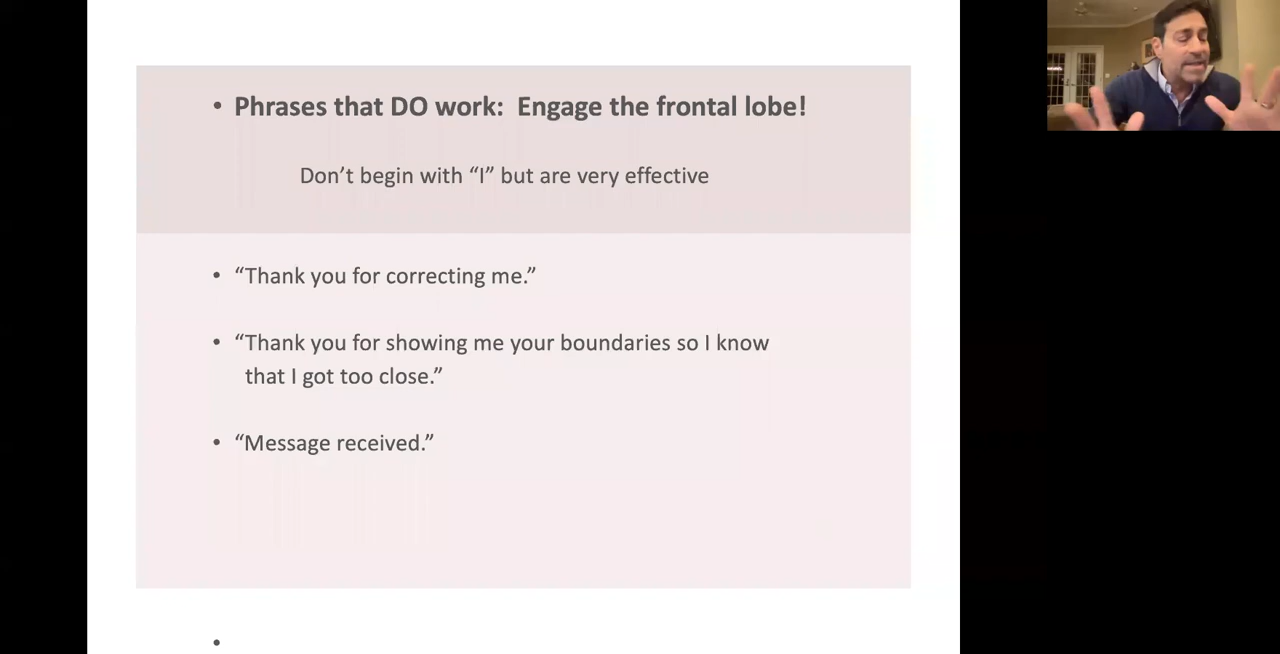 • Phrases that DO work:  Engage the frontal lobe!
Don’t begin with “I” but are very effective
• “Thank you for correcting me.”
• “Thank you for showing me your boundaries so I know
that I got too close.”
• “Message received.”
•